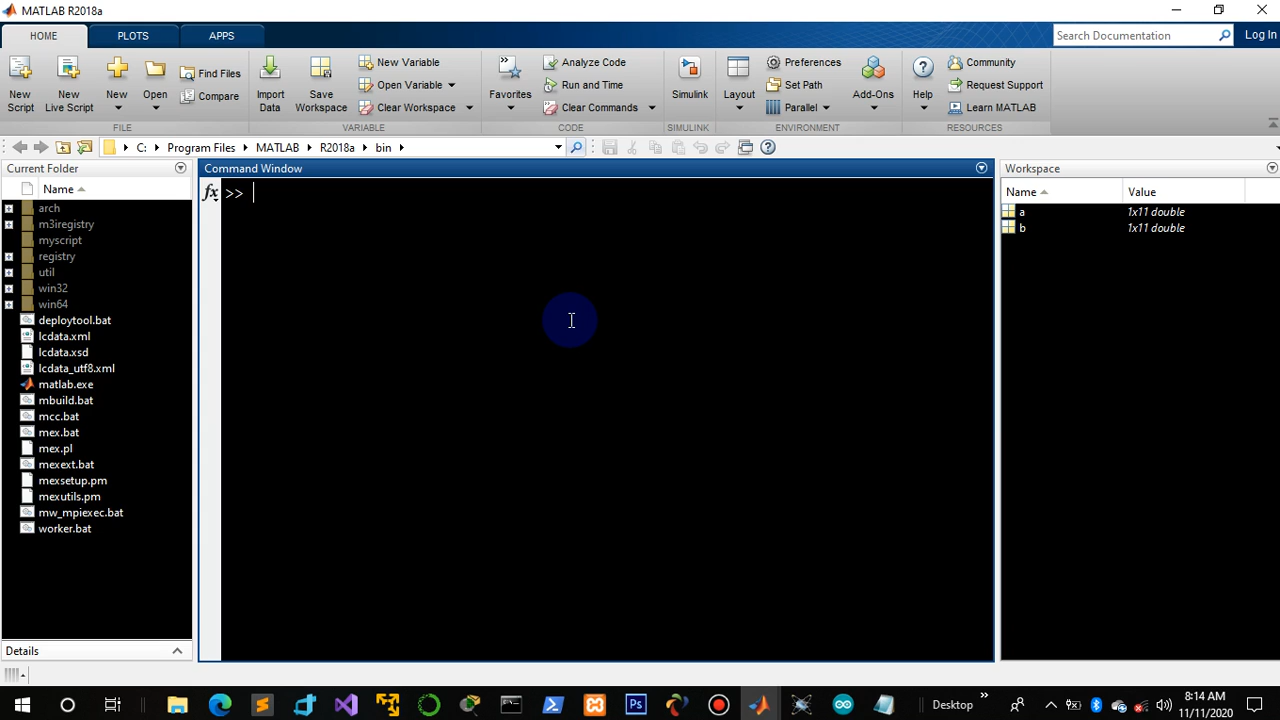 MATLAB R2018a
HOME PLOTS APPS
Search Documentation
Log In
New Script
New Live Script
New
Open
Find Files
Compare
FILE
Import Data
Save Workspace
New Variable
Open Variable
Clear Workspace
VARIABLE
Favorites
Analyze Code
Run and Time
Clear Commands
CODE
Simulink
SIMULINK
Layout
Preferences
Set Path
Parallel
Add-Ons
ENVIRONMENT
Help
Community
Request Support
Learn MATLAB
RESOURCES
C: Program Files MATLAB R2018a bin
Current Folder
Name
arch
m3iregistry
myscript
registry
util
win32
win64
deploytool.bat
lcdata.xml
lcdata.xsd
lcdata_utf8.xml
matlab.exe
mbuild.bat
mcc.bat
mex.bat
mex.pl
mexext.bat
mexsetup.pm
mexutils.pm
mw_mpiexec.bat
worker.bat
Details
Command Window
fx >>
Workspace
Name Value
a 1x11 double
b 1x11 double
Ps
Desktop
8:14 AM
11/11/2020